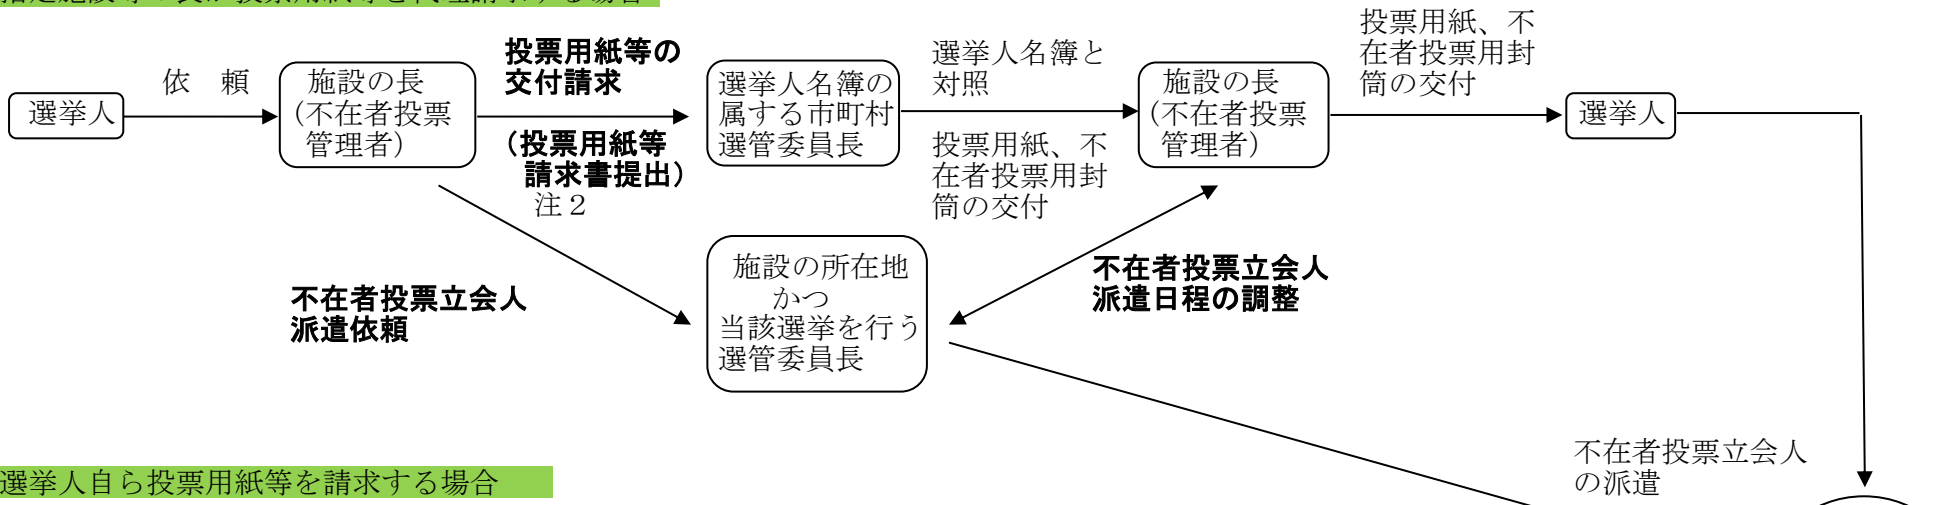 選挙人
依　頼
施設の長
(不在者投票
管理者)
投票用紙等の
交付請求
(投票用紙等
請求書提出)
注２
選挙人名簿の
属する市町村
選管委員長
選挙人名簿と
対照
投票用紙、不
在者投票用封
筒の交付
施設の長
(不在者投票
管理者)
投票用紙、不
在者投票用封
筒の交付
選挙人
不在者投票立会人
派遣依頼
施設の所在地
かつ
当該選挙を行う
選管委員長
不在者投票立会人
派遣日程の調整
不在者投票立会人
の派遣
選挙人自ら投票用紙等を請求する場合